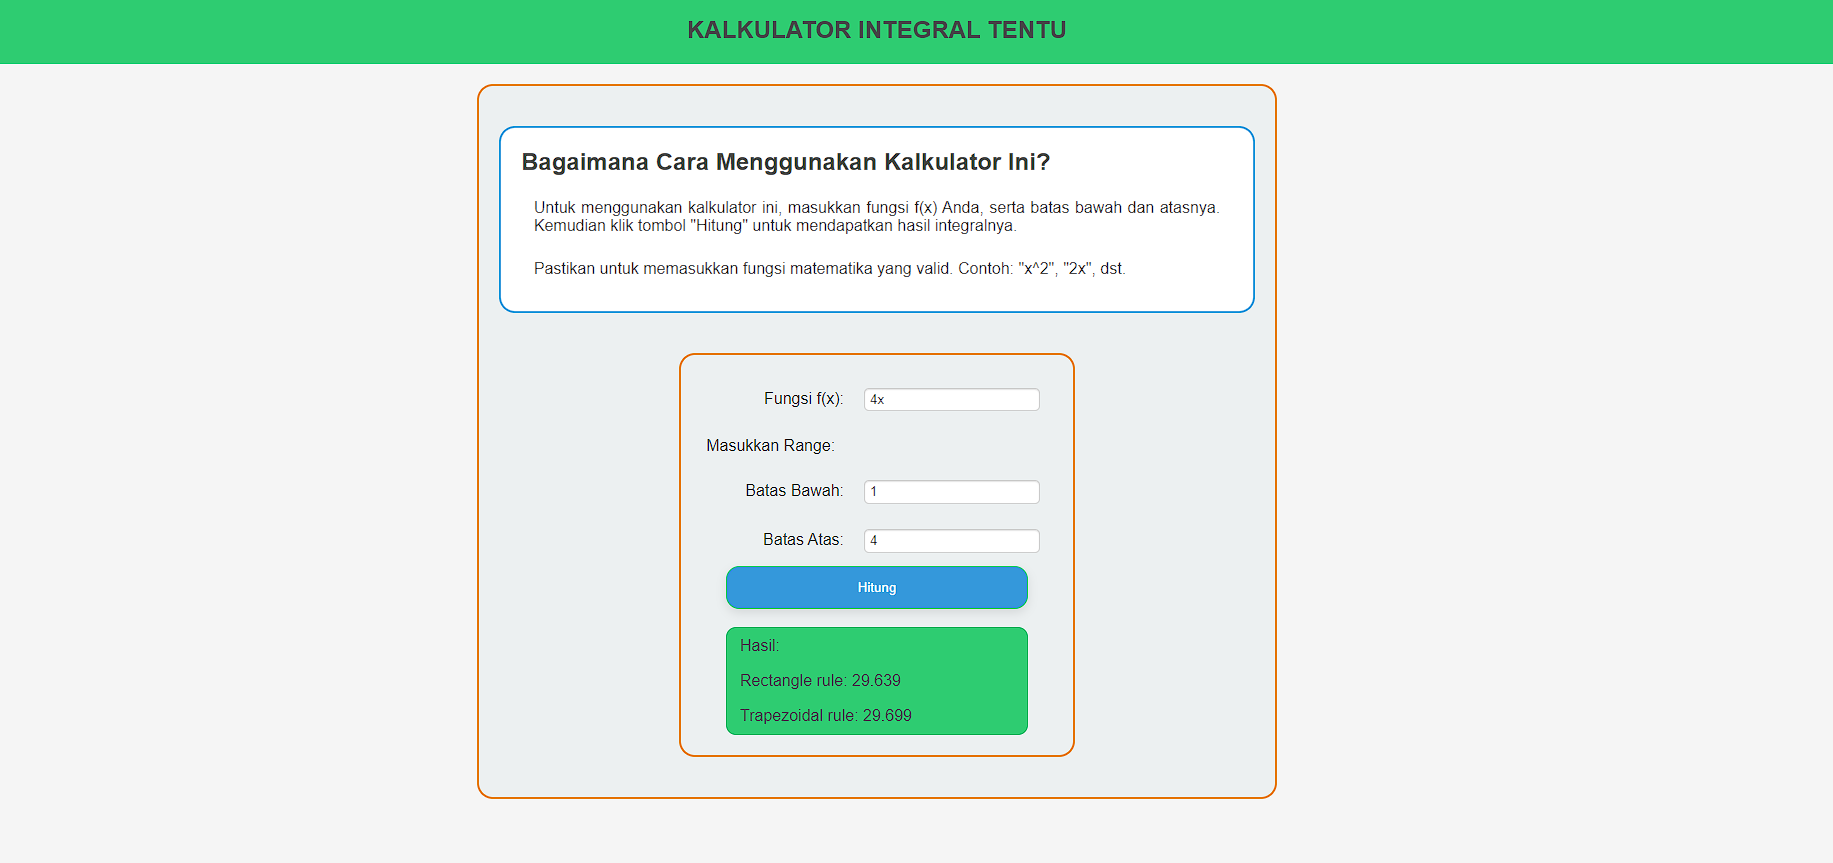 KALKULATOR INTEGRAL TENTU
Bagaimana Cara Menggunakan Kalkulator Ini?
Untuk menggunakan kalkulator ini, masukkan fungsi f(x) Anda, serta batas bawah dan atasnya.
Kemudian klik tombol "Hitung" untuk mendapatkan hasil integralnya.
Pastikan untuk memasukkan fungsi matematika yang valid. Contoh: "x^2", "2x", dst.
Fungsi f(x): 4x
Masukkan Range:
Batas Bawah: 1
Batas Atas: 4
Hitung
Hasil:
Rectangle rule: 29.639
Trapezoidal rule: 29.699